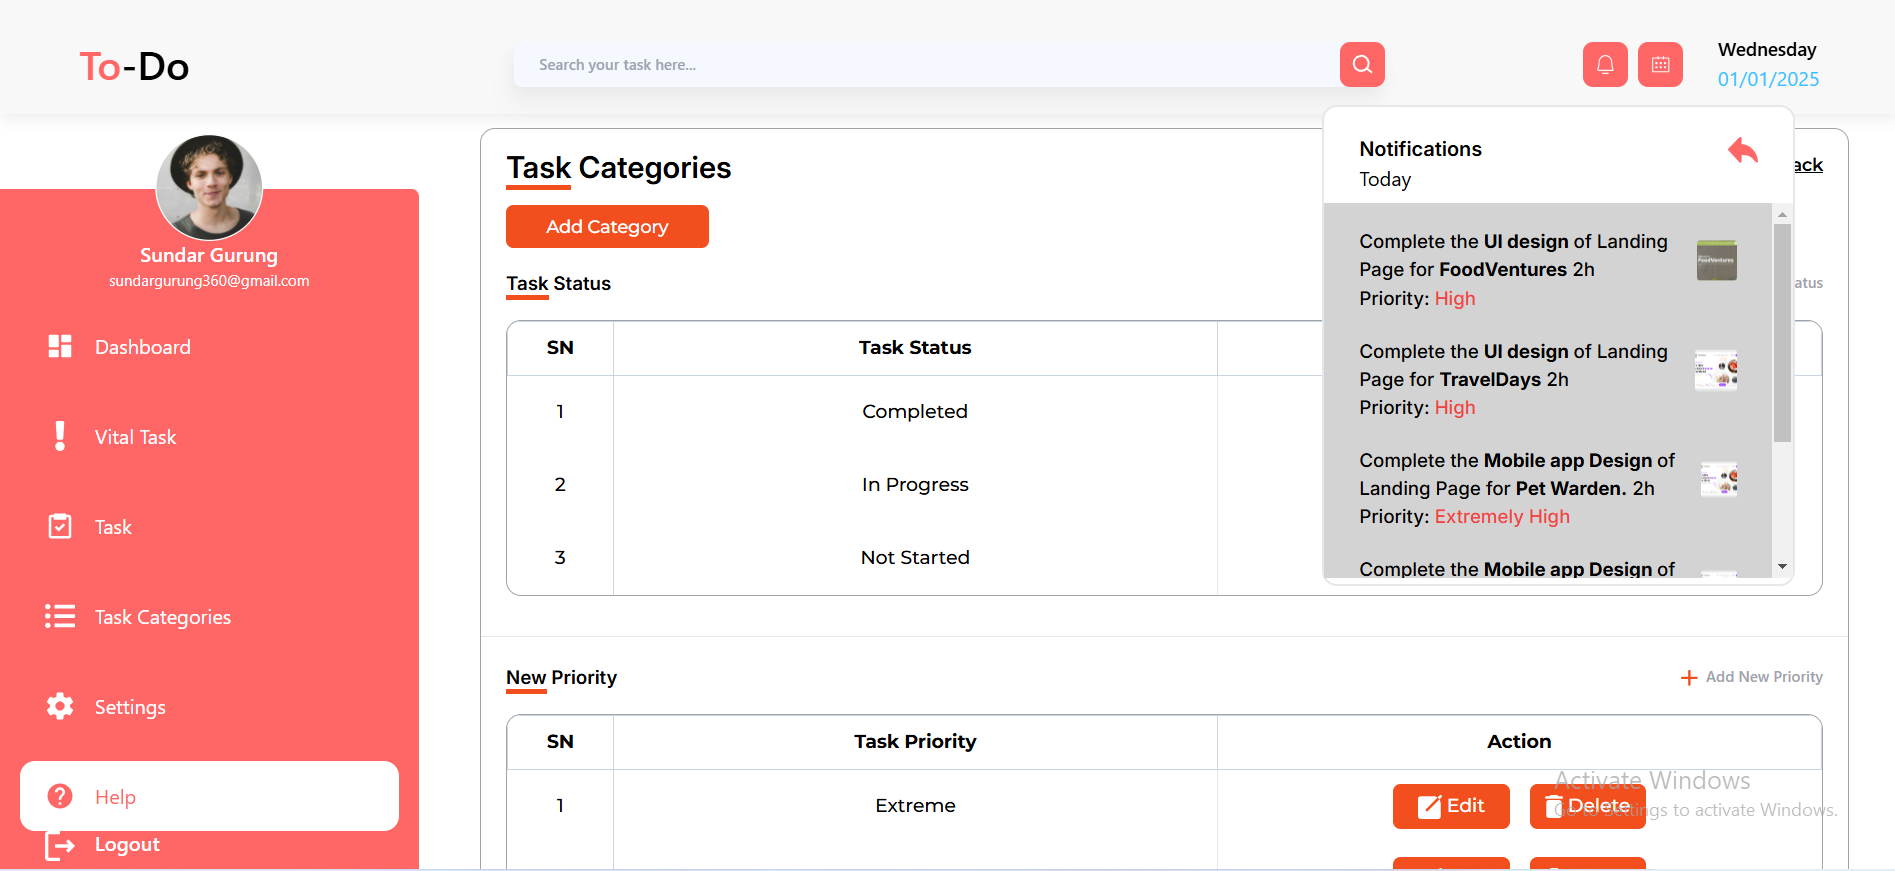 To-Do
Search your task here...
Wednesday
01/01/2025
Sundar Gurung
sundargurung360@gmail.com
Dashboard
Vital Task
Task
Task Categories
Settings
Help
Logout
Task Categories
ack
Add Category
Task Status
atus
SN Task Status
1 Completed
2 In Progress
3 Not Started
Notifications
Today
Complete the UI design of Landing
Page for FoodVentures 2h
Priority: High
FoodVentures
Complete the UI design of Landing
Page for TravelDays 2h
Priority: High
Complete the Mobile app Design of
Landing Page for Pet Warden. 2h
Priority: Extremely High
Complete the Mobile app Design of
New Priority
Add New Priority
SN Task Priority Action
1 Extreme Edit Delete
Activate Windows
Go to Settings to activate Windows.